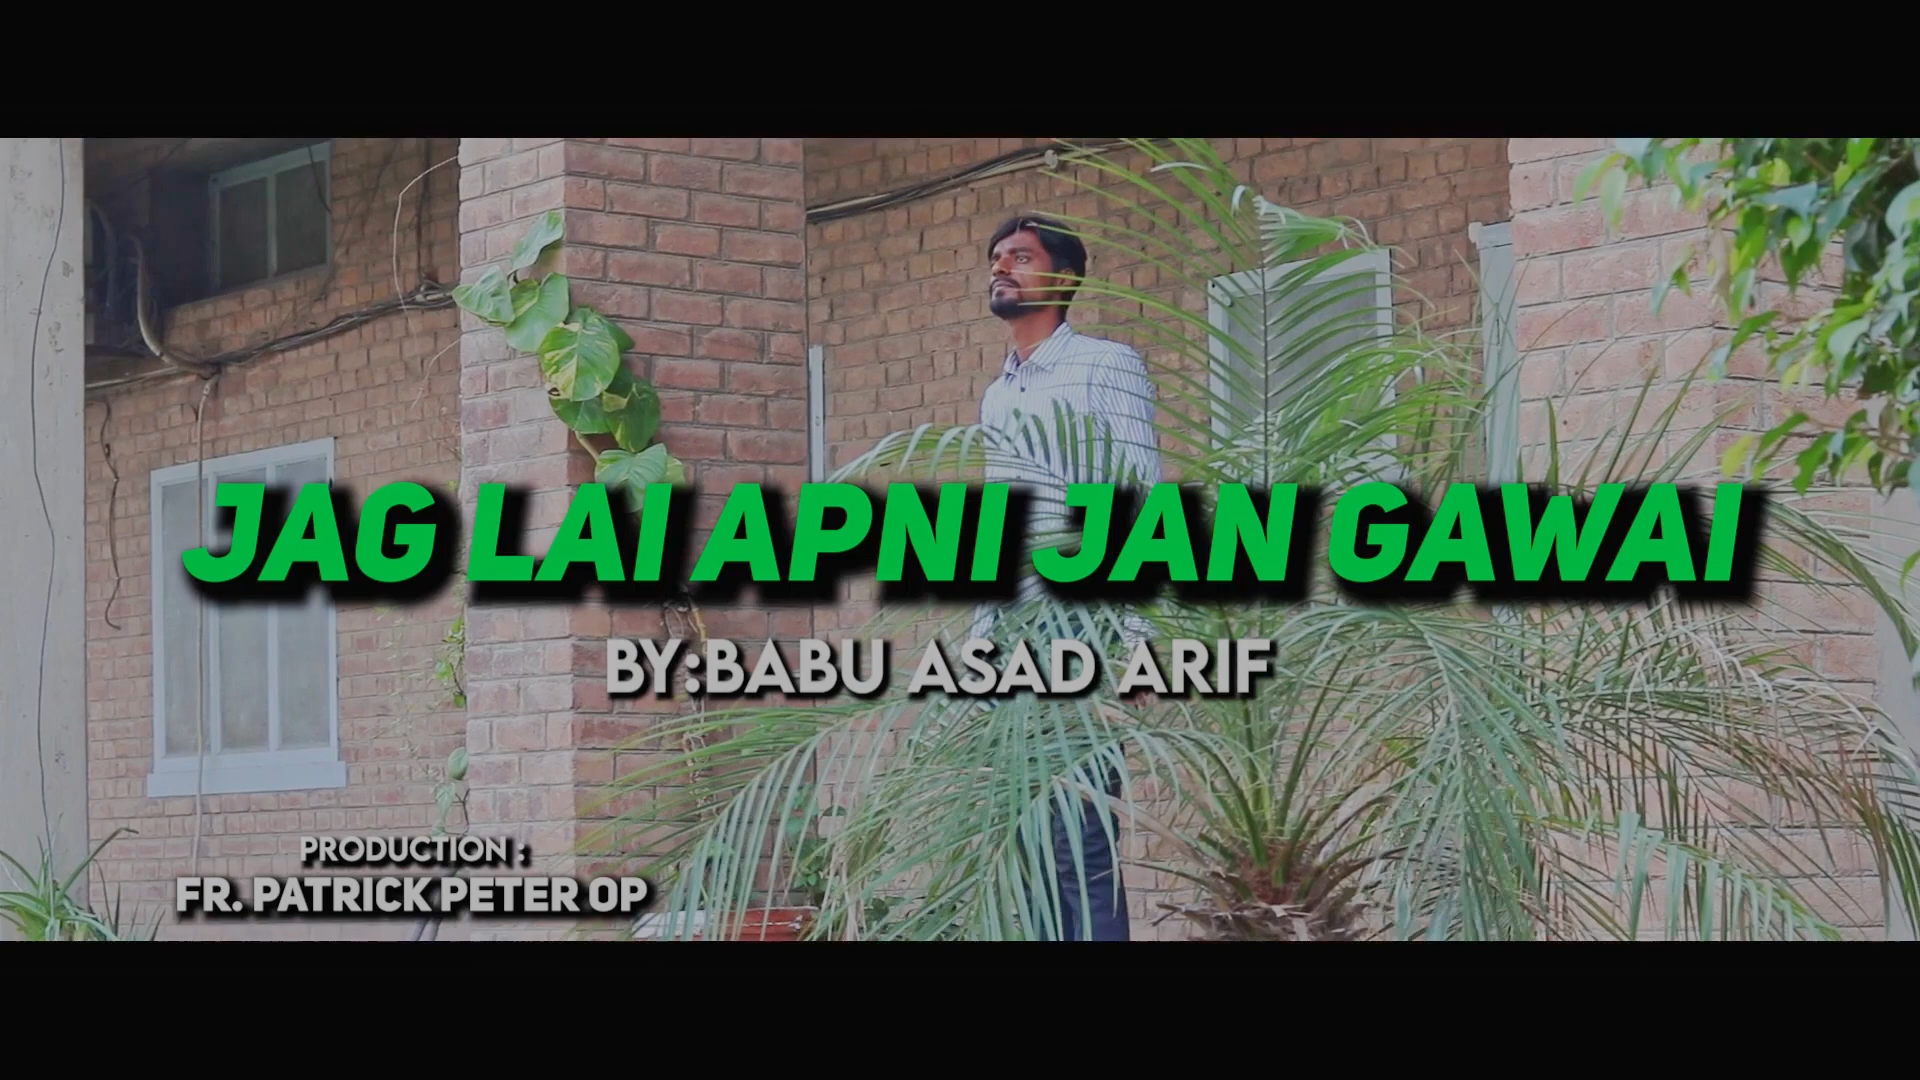 JAG LAI APNI JAN GAWAI
BY:BABU ASAD ARIF
PRODUCTION :
FR. PATRICK PETER OP